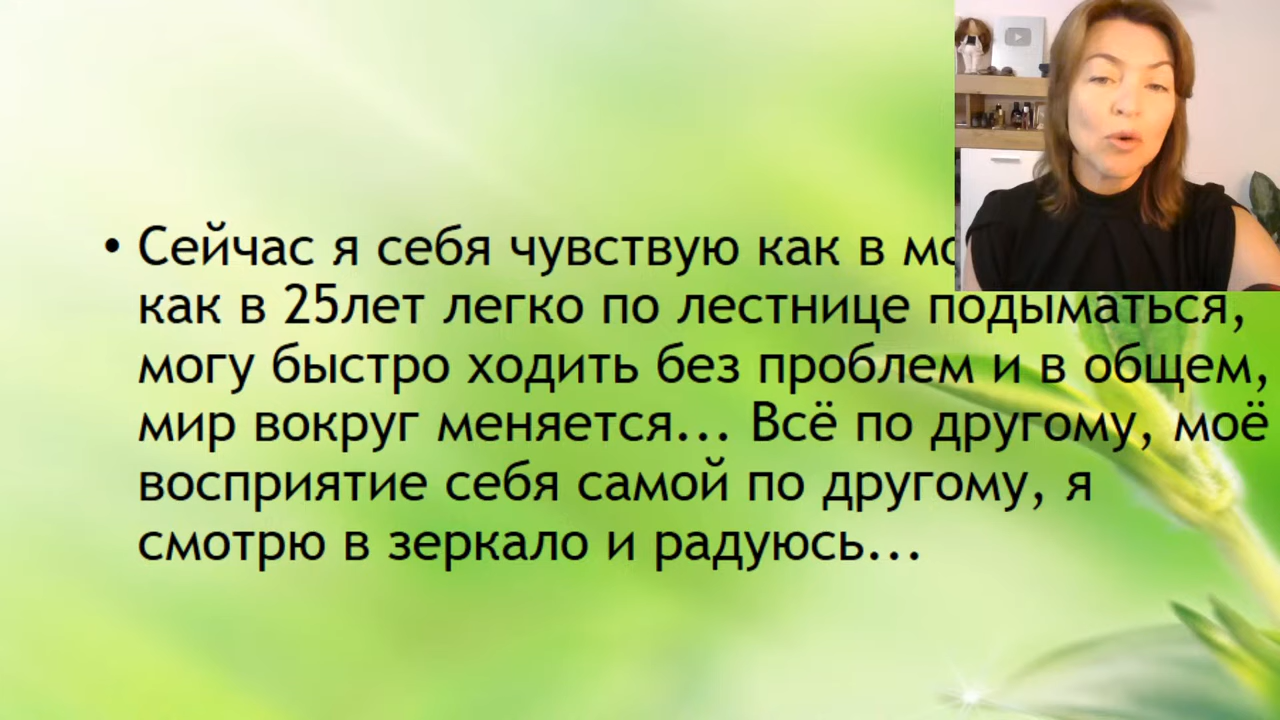 • Сейчас я себя чувствую как в
как в 25лет легко по лестнице подыматься,
могу быстро ходить без проблем и в общем,
мир вокруг меняется... Всё по другому, моё
восприятие себя самой по другому, я
смотрю в зеркало и радуюсь...